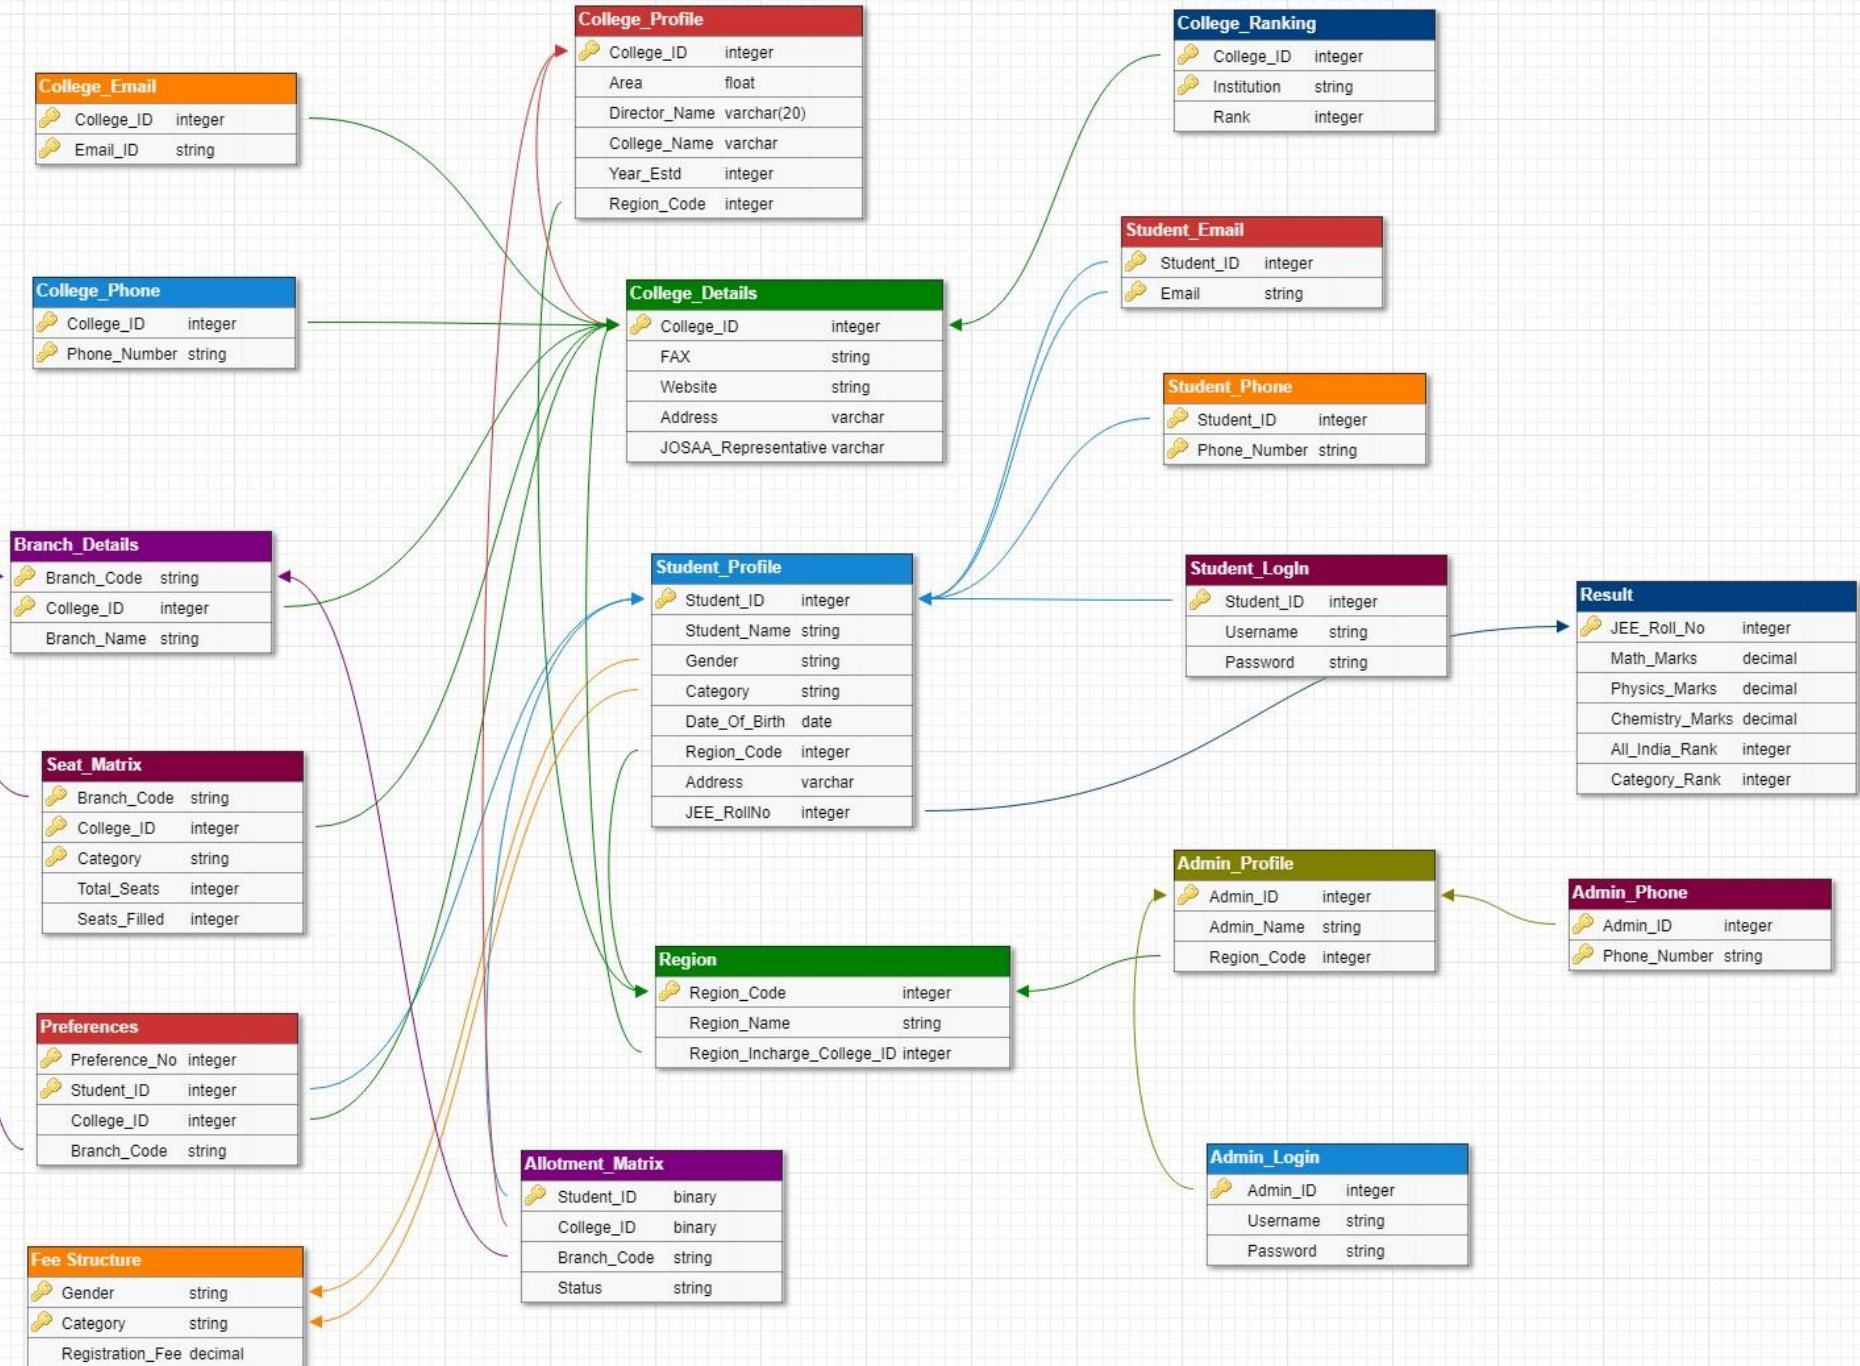 College_Profile
College_ID integer
Area float
Director_Name varchar(20)
College_Name varchar
Year_Estd integer
Region_Code integer
College_Ranking
College_ID integer
Institution string
Rank integer
College_Email
College_ID integer
Email_ID string
Student_Email
Student_ID integer
Email string
College_Phone
College_ID integer
Phone_Number string
College_Details
College_ID integer
FAX string
Website string
Address varchar
JOSAA_Representative varchar
Student_Phone
Student_ID integer
Phone_Number string
Branch_Details
Branch_Code string
College_ID integer
Branch_Name string
Student_Profile
Student_ID integer
Student_Name string
Gender string
Category string
Date_Of_Birth date
Region_Code integer
Address varchar
JEE_RollNo integer
Student_LogIn
Student_ID integer
Username string
Password string
Result
JEE_Roll_No integer
Math_Marks decimal
Physics_Marks decimal
Chemistry_Marks decimal
All_India_Rank integer
Category_Rank integer
Seat_Matrix
Branch_Code string
College_ID integer
Category string
Total_Seats integer
Seats_Filled integer
Admin_Profile
Admin_ID integer
Admin_Name string
Region_Code integer
Admin_Phone
Admin_ID integer
Phone_Number string
Region
Region_Code integer
Region_Name string
Region_Incharge_College_ID integer
Preferences
Preference_No integer
Student_ID integer
College_ID integer
Branch_Code string
Allotment_Matrix
Student_ID binary
College_ID binary
Branch_Code string
Status string
Admin_Login
Admin_ID integer
Username string
Password string
Fee Structure
Gender string
Category string
Registration_Fee decimal